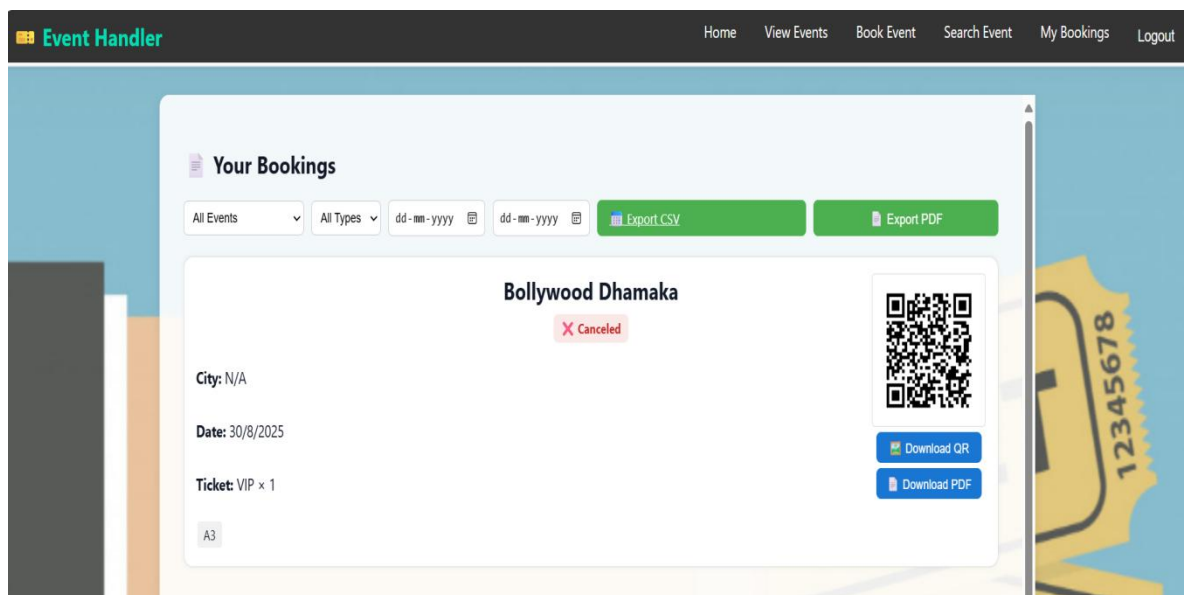 Event Handler
Home View Events Book Event Search Event My Bookings Logout
Your Bookings
All Events All Types dd-mm-yyyy dd-mm-yyyy Export CSV Export PDF
Bollywood Dhamaka
Canceled
City: N/A
Date: 30/8/2025
Ticket: VIP × 1
A3
Download QR
Download PDF
12345678